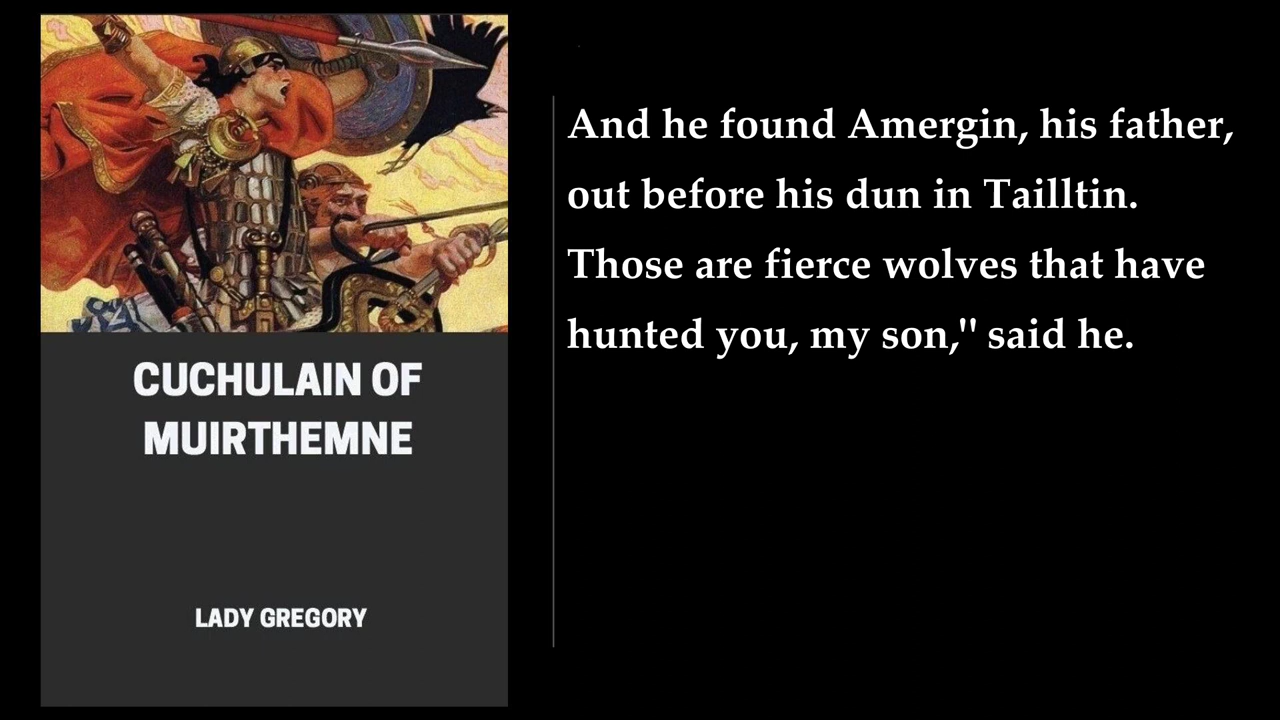 CUCHULAIN OF
MUIRTHEMNE
LADY GREGORY
And he found Amergin, his father,
out before his dun in Tailltin.
Those are fierce wolves that have
hunted you, my son," said he.